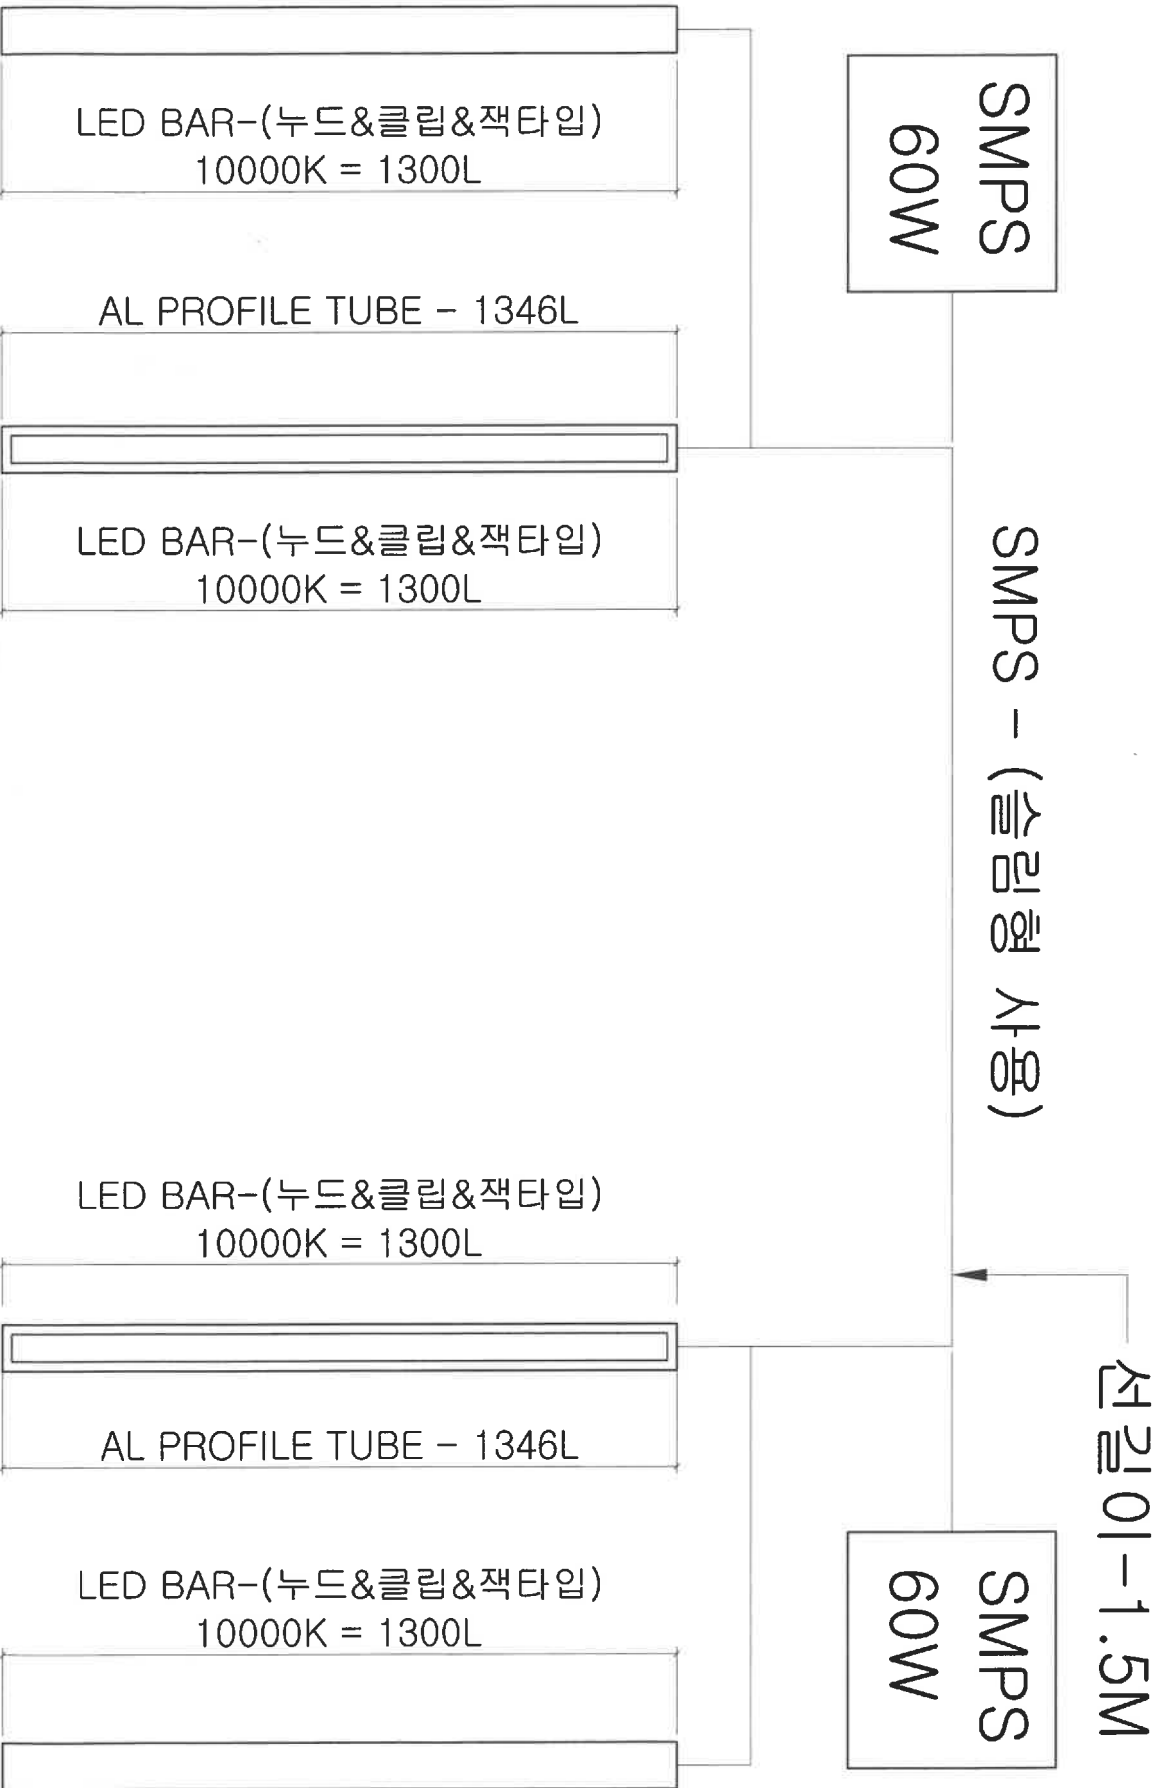 LED BAR-(누드&클립&잭타입)
10000K = 1300L
SMPS
60W
AL PROFILE TUBE - 1346L
LED BAR-(누드&클립&잭타입)
10000K = 1300L
SMPS - (슬림형 사용)
LED BAR-(누드&클립&잭타입)
10000K = 1300L
선길이-1.5M
AL PROFILE TUBE - 1346L
SMPS
60W
LED BAR-(누드&클립&잭타입)
10000K = 1300L